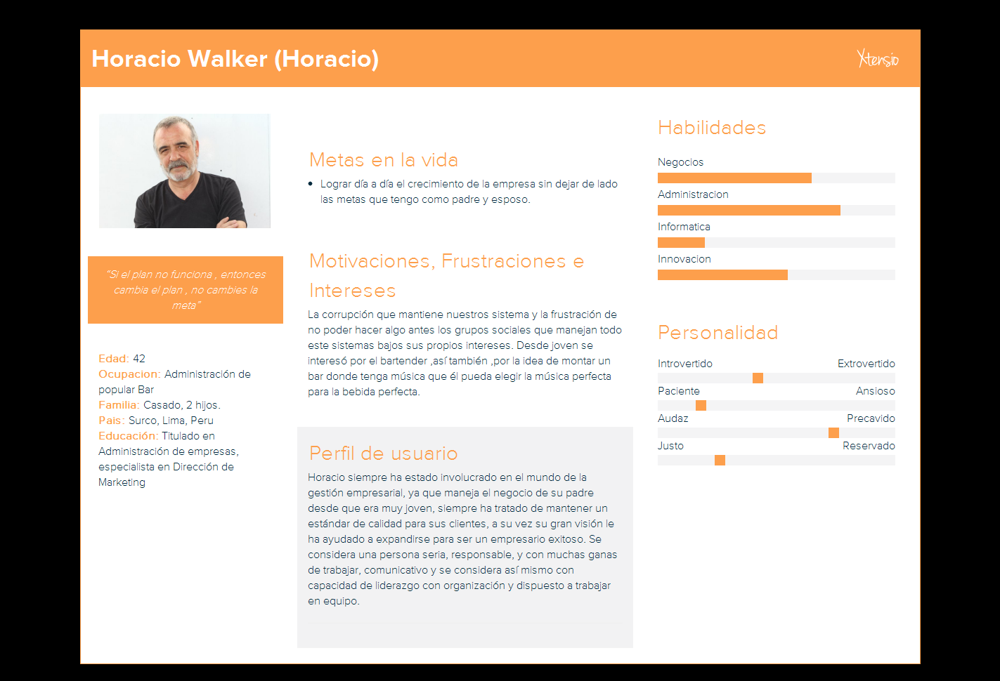 Horacio Walker (Horacio)
Xtensio
“Si el plan no funciona , entonces
cambia el plan , no cambies la
meta”
Edad: 42
Ocupacion: Administración de
popular Bar
Familia: Casado, 2 hijos.
Pais: Surco, Lima, Peru
Educación: Titulado en
Administración de empresas,
especialista en Dirección de
Marketing
Metas en la vida
• Lograr día a día el crecimiento de la empresa sin dejar de lado
las metas que tengo como padre y esposo.
Motivaciones, Frustraciones e
Intereses
La corrupción que mantiene nuestros sistema y la frustración de
no poder hacer algo antes los grupos sociales que manejan todo
este sistemas bajos sus propios intereses. Desde joven se
interesó por el bartender ,así también ,por la idea de montar un
bar donde tenga música que él pueda elegir la música perfecta
para la bebida perfecta.
Perfil de usuario
Horacio siempre ha estado involucrado en el mundo de la
gestión empresarial, ya que maneja el negocio de su padre
desde que era muy joven, siempre ha tratado de mantener un
estándar de calidad para sus clientes, a su vez su gran visión le
ha ayudado a expandirse para ser un empresario exitoso. Se
considera una persona seria, responsable, y con muchas ganas
de trabajar, comunicativo y se considera así mismo con
capacidad de liderazgo con organización y dispuesto a trabajar
en equipo.
Habilidades
Negocios
Administracion
Informatica
Innovacion
Personalidad
Introvertido Extrovertido
Paciente Ansioso
Audaz Precavido
Justo Reservado